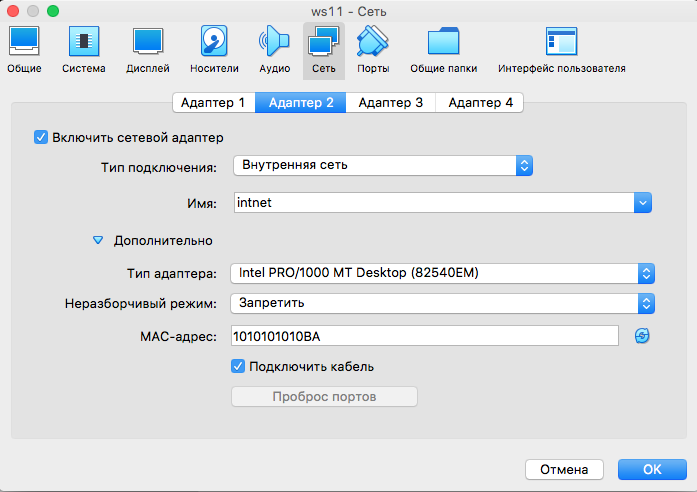 ws11 - Сеть
Общие Система Дисплей Носители Аудио Сеть Порты Общие папки Интерфейс пользователя
Адаптер 1 Адаптер 2 Адаптер 3 Адаптер 4
Включить сетевой адаптер
Тип подключения: Внутренняя сеть
Имя: intnet
Дополнительно
Тип адаптера: Intel PRO/1000 MT Desktop (82540EM)
Неразборчивый режим: Запретить
MAC-адрес: 1010101010BA
Подключить кабель
Проброс портов
Отмена OK